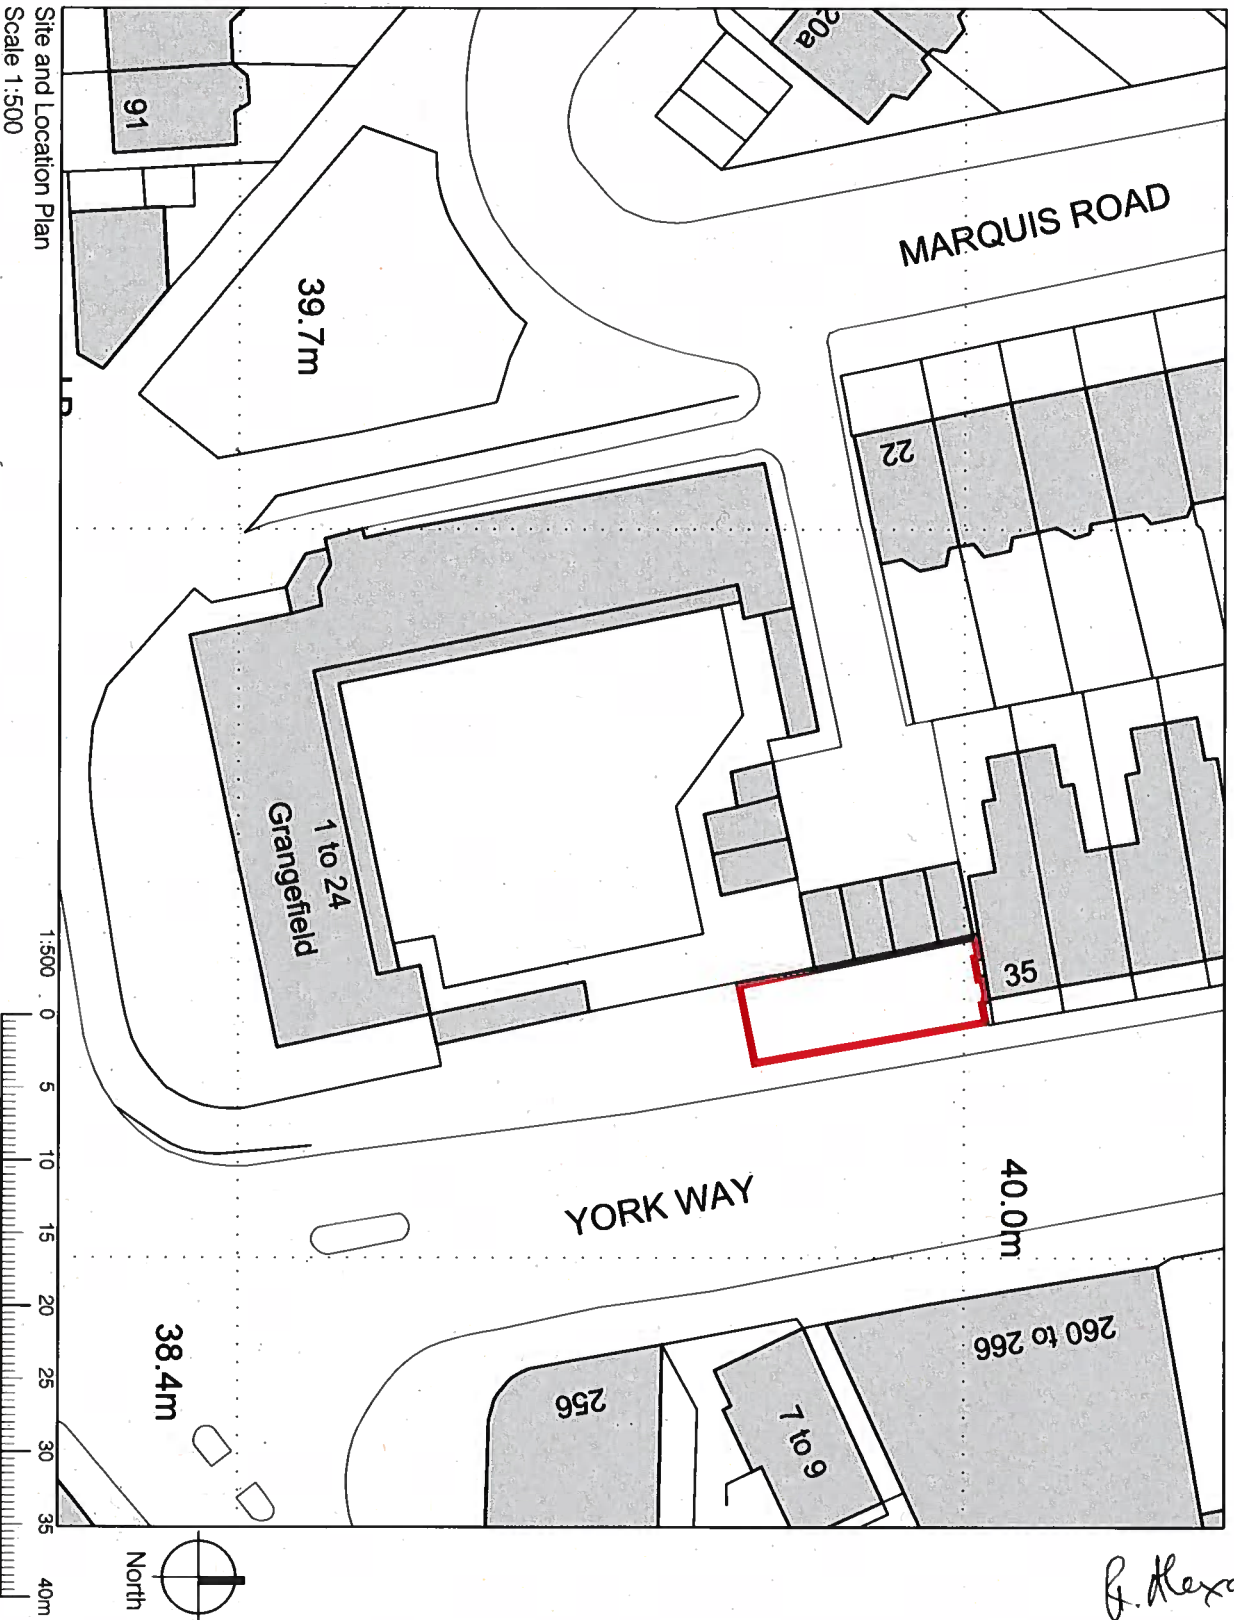 Site and Location Plan
Scale 1:500
91
20a
MARQUIS ROAD
39.7m
22
1 to 24
Grangefield
35
YORK WAY
40.0m
38.4m
256
7 to 9
260 to 266
1:500 0 5 10 15 20 25 30 35 40m
North